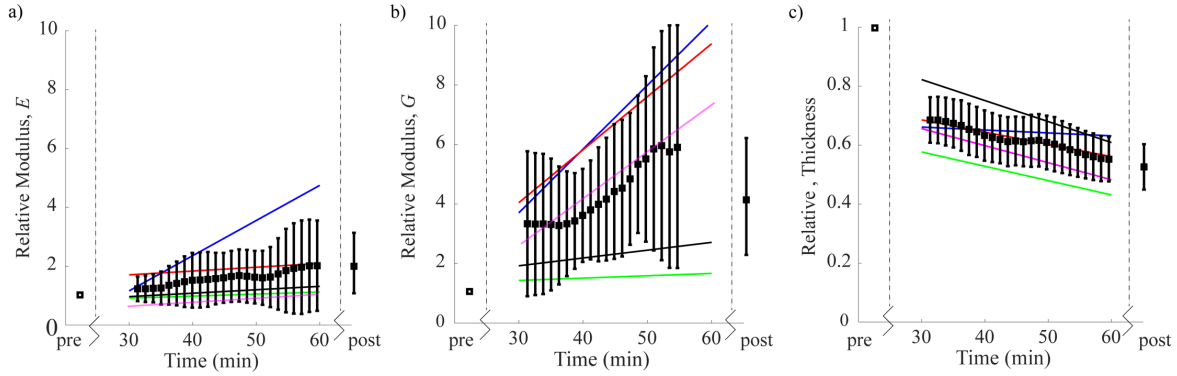 a)
10
8
6
4
2
0
Relative Modulus, E
pre
30
40
50
60
post
Time (min)
b)
10
8
6
4
2
0
Relative Modulus, G
pre
30
40
50
60
post
Time (min)
c)
1
0.8
0.6
0.4
0.2
0
Relative , Thickness
pre
30
40
50
60
post
Time (min)